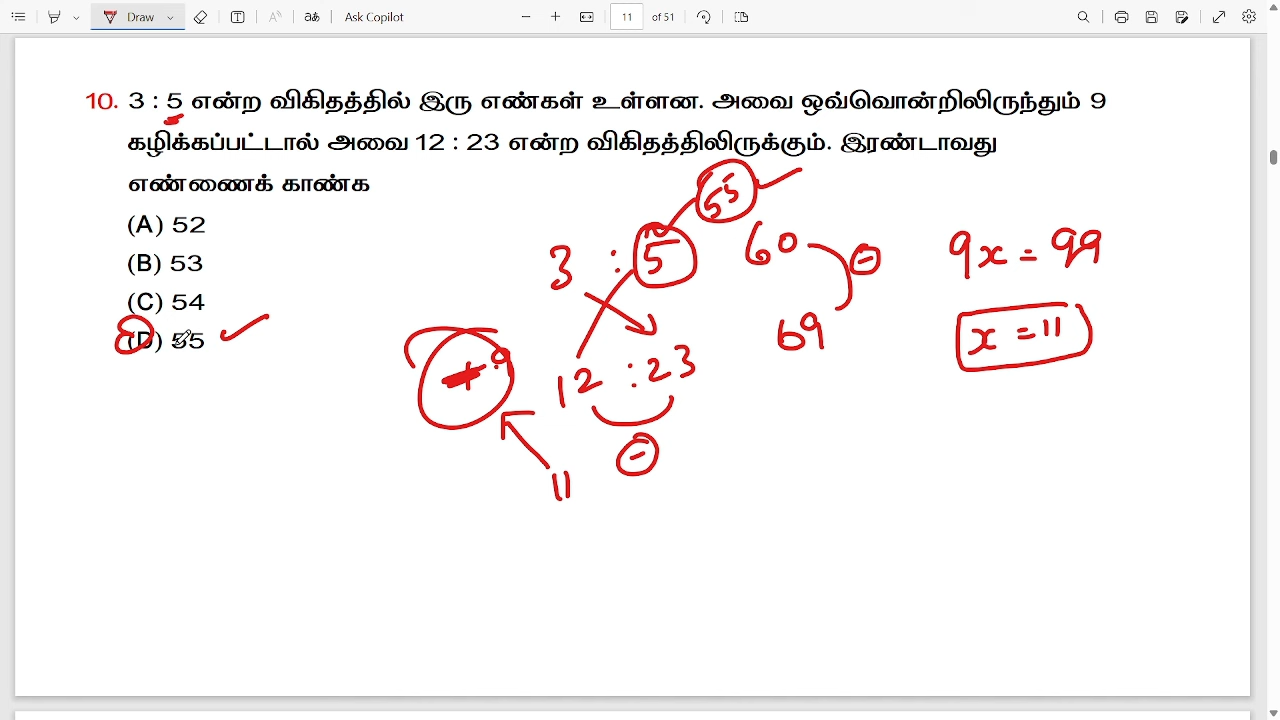 Draw
Ask Copilot
11 of 51
10. 3 : 5 என்ற விகிதத்தில் இரு எண்கள் உள்ளன. அவை ஒவ்வொன்றிலிருந்தும் 9
கழிக்கப்பட்டால் அவை 12 : 23 என்ற விகிதத்திலிருக்கும். இரண்டாவது
எண்ணைக் காண்க
(A) 52
(B) 53
(C) 54
(D) 55
55
3 : 5 60
69
9x = 99
x = 11
-9
12 : 23
11